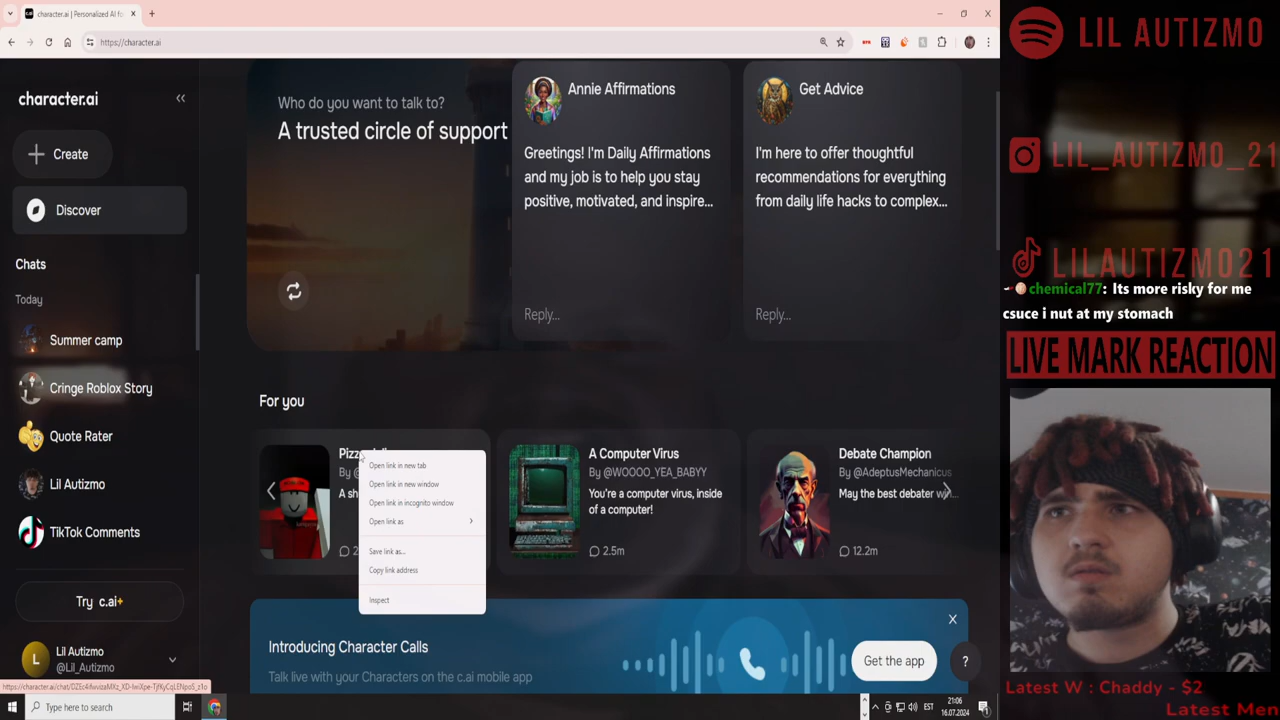 character.ai | Personalized AI fo
https://character.ai
character.ai
Create
Discover
Chats
Today
Summer camp
Cringe Roblox Story
Quote Rater
Lil Autizmo
TikTok Comments
Try c.ai+
L
Lil Autizmo
@Lil_Autizmo
Who do you want to talk to?
A trusted circle of support
Annie Affirmations
Greetings! I'm Daily Affirmations
and my job is to help you stay
positive, motivated, and inspire...
Reply...
Get Advice
I'm here to offer thoughtful
recommendations for everything
from daily life hacks to complex...
Reply...
For you
By
Open link in new tab
Open link in new window
Open link in incognito window
Open link as
Save link as...
Copy link address
Inspect
A Computer Virus
By @WOOOO_YEA_BABYY
You're a computer virus, inside
of a computer!
2.5m
Debate Champion
By @AdeptusMechanicus
May the best debater
12.2m
Introducing Character Calls
Talk live with your Characters on the c.ai mobile app
Get the app
?
Type here to search
EST
21:06
16.07.2024
LIL AUTIZMO
LIL_AUTIZMO_21
LILAUTIZMO21
chemical77: Its more risky for me
csuce i nut at my stomach
LIVE MARK REACTION
Latest W : Chaddy - $2
Latest Men